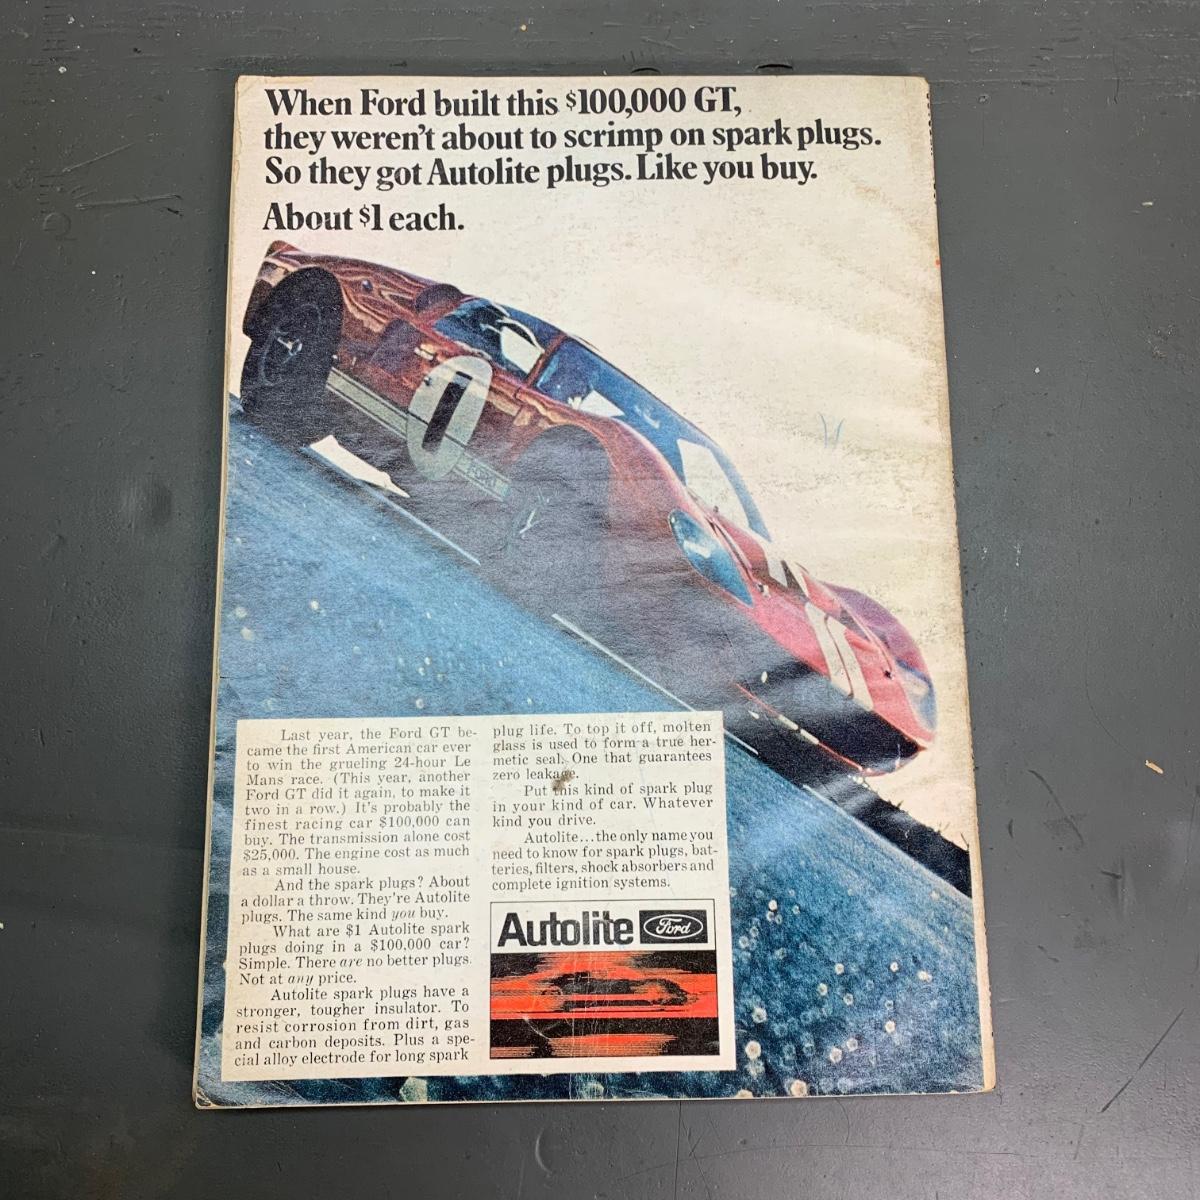 When Ford built this $100,000 GT,
they weren't about to scrimp on spark plugs.
So they got Autolite plugs. Like you buy.
About $1 each.
0
FORD
Last year, the Ford GT be-
came the first American car ever
to win the grueling 24-hour Le
Mans race. (This year, another
Ford GT did it again, to make it
two in a row.) It's probably the
finest racing car $100,000 can
buy. The transmission alone cost
$25,000. The engine cost as much
as a small house.
And the spark plugs? About
a dollar a throw. They're Autolite
plugs. The same kind you buy.
What are $1 Autolite spark
plugs doing in a $100,000 car?
Simple. There are no better plugs.
Not at any price.
Autolite spark plugs have a
stronger, tougher insulator. To
resist corrosion from dirt, gas
and carbon deposits. Plus a spe-
cial alloy electrode for long spark
plug life. To top it off, molten
glass is used to form a true her-
metic seal. One that guarantees
zero leakage.
Put this kind of spark plug
in your kind of car. Whatever
kind you drive.
Autolite...the only name you
need to know for spark plugs, bat-
teries, filters, shock absorbers and
complete ignition systems.
Autolite Ford